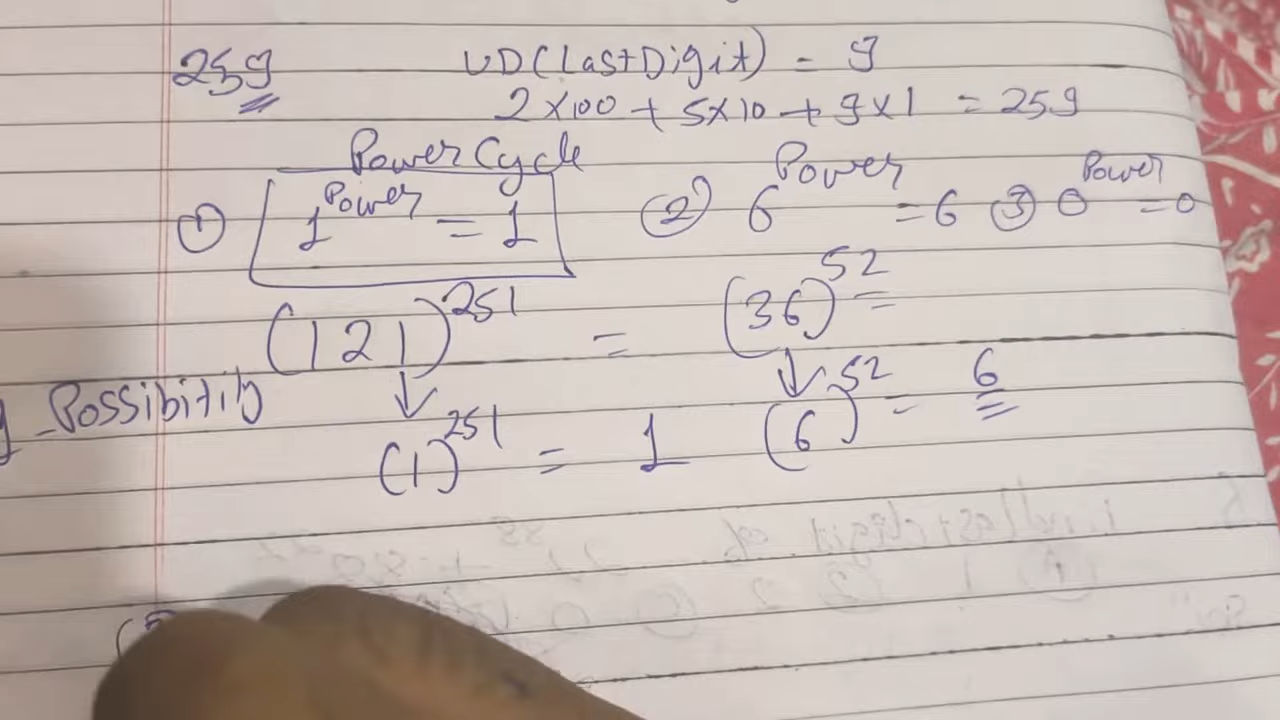 259 UD(LastDigit) = 9
2×100 + 5×10 + 9×1 = 259
Power Cycle
① 1^Power = 1 ② 6^Power = 6 ③ 0^Power = 0
(121)^251 = (36)^52 =
Possibitily
(1)^251 = 1 (6)^52 = 6